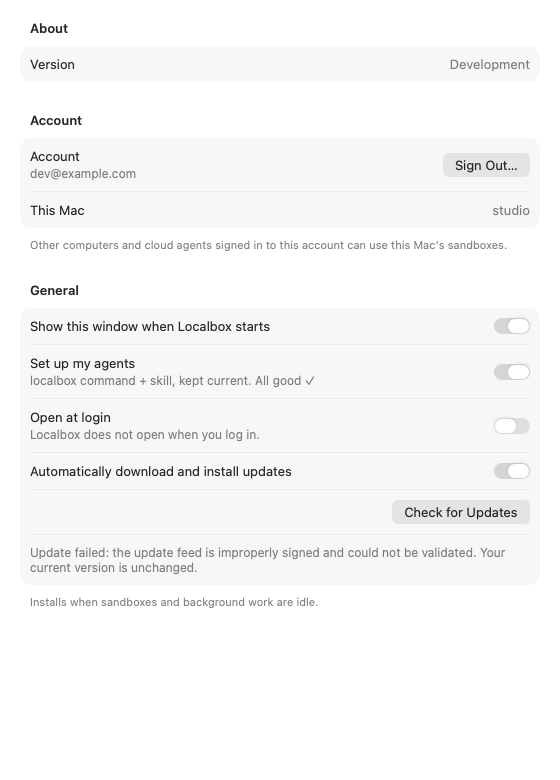 About
Version
Development
Account
Account
dev@example.com
Sign Out...
This Mac
studio
Other computers and cloud agents signed in to this account can use this Mac's sandboxes.
General
Show this window when Localbox starts
Set up my agents
localbox command + skill, kept current. All good ✓
Open at login
Localbox does not open when you log in.
Automatically download and install updates
Check for Updates
Update failed: the update feed is improperly signed and could not be validated. Your
current version is unchanged.
Installs when sandboxes and background work are idle.